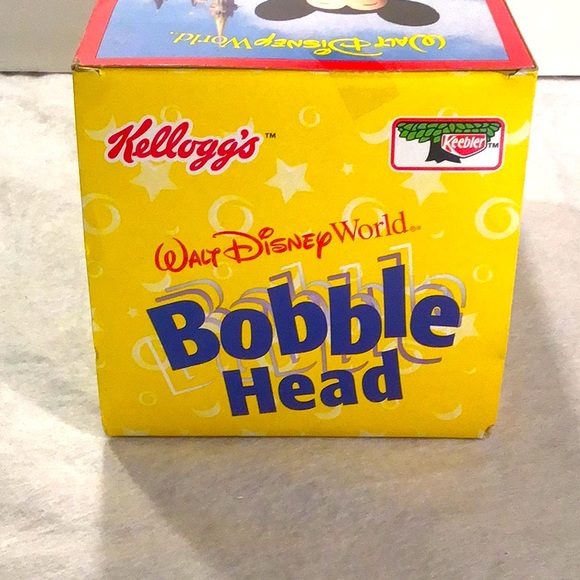 Walt Disney World.
Kellogg's™
Keebler™
Walt Disney World®
Bobble
Head